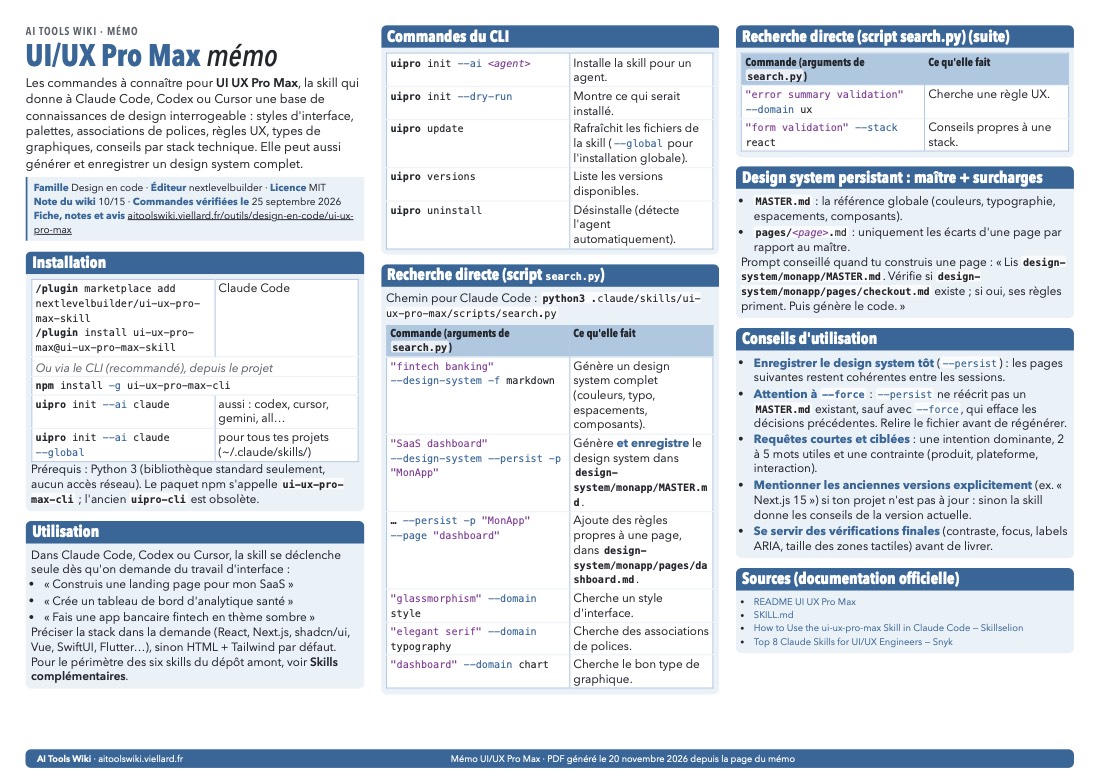 AI TOOLS WIKI · MÉMO
UI/UX Pro Max mémo
Les commandes à connaître pour UI UX Pro Max, la skill qui
donne à Claude Code, Codex ou Cursor une base de
connaissances de design interrogeable : styles d'interface,
palettes, associations de polices, règles UX, types de
graphiques, conseils par stack technique. Elle peut aussi
générer et enregistrer un design system complet.
Famille Design en code · Éditeur nextlevelbuilder · Licence MIT
Note du wiki 10/15 · Commandes vérifiées le 25 septembre 2026
Fiche, notes et avis aitoolswiki.viellard.fr/outils/design-en-code/ui-ux-
pro-max
Installation
/plugin marketplace add
nextlevelbuilder/ui-ux-pro-
max-skill
/plugin install ui-ux-pro-
max@ui-ux-pro-max-skill
Claude Code
Ou via le CLI (recommandé), depuis le projet
npm install -g ui-ux-pro-max-cli
uipro init --ai claude
aussi : codex, cursor,
gemini, all…
uipro init --ai claude
--global
pour tous tes projets
(~/.claude/skills/)
Prérequis : Python 3 (bibliothèque standard seulement,
aucun accès réseau). Le paquet npm s'appelle ui-ux-pro-
max-cli ; l'ancien uipro-cli est obsolète.
Utilisation
Dans Claude Code, Codex ou Cursor, la skill se déclenche
seule dès qu'on demande du travail d'interface :
• « Construis une landing page pour mon SaaS »
• « Crée un tableau de bord d'analytique santé »
• « Fais une app bancaire fintech en thème sombre »
Préciser la stack dans la demande (React, Next.js, shadcn/ui,
Vue, SwiftUI, Flutter…), sinon HTML + Tailwind par défaut.
Pour le périmètre des six skills du dépôt amont, voir Skills
complémentaires.
Commandes du CLI
uipro init --ai <agent>
Installe la skill pour un
agent.
uipro init --dry-run
Montre ce qui serait
installé.
uipro update
Rafraîchit les fichiers de
la skill (--global pour
l'installation globale).
uipro versions
Liste les versions
disponibles.
uipro uninstall
Désinstalle (détecte
l'agent
automatiquement).
Recherche directe (script search.py)
Chemin pour Claude Code : python3 .claude/skills/ui-
ux-pro-max/scripts/search.py
Commande (arguments de
search.py)
Ce qu'elle fait
"fintech banking"
--design-system -f markdown
Génère un design
system complet
(couleurs, typo,
espacements,
composants).
"SaaS dashboard"
--design-system --persist -p
"MonApp"
Génère et enregistre le
design system dans
design-
system/monapp/MASTER.m
d.
… --persist -p "MonApp"
--page "dashboard"
Ajoute des règles
propres à une page,
dans design-
system/monapp/pages/da
shboard.md.
"glassmorphism" --domain
style
Cherche un style
d'interface.
"elegant serif" --domain
typography
Cherche des associations
de polices.
"dashboard" --domain chart
Cherche le bon type de
graphique.
Recherche directe (script search.py) (suite)
Commande (arguments de
search.py)
Ce qu'elle fait
"error summary validation"
--domain ux
Cherche une règle UX.
"form validation" --stack
react
Conseils propres à une
stack.
Design system persistant : maître + surcharges
• MASTER.md : la référence globale (couleurs, typographie,
espacements, composants).
• pages/<page>.md : uniquement les écarts d'une page par
rapport au maître.
Prompt conseillé quand tu construis une page : « Lis design-
system/monapp/MASTER.md. Vérifie si design-
system/monapp/pages/checkout.md existe ; si oui, ses règles
priment. Puis génère le code. »
Conseils d'utilisation
• Enregistrer le design system tôt (--persist) : les pages
suivantes restent cohérentes entre les sessions.
• Attention à --force : --persist ne réécrit pas un
MASTER.md existant, sauf avec --force, qui efface les
décisions précédentes. Relire le fichier avant de régénérer.
• Requêtes courtes et ciblées : une intention dominante, 2
à 5 mots utiles et une contrainte (produit, plateforme,
interaction).
• Mentionner les anciennes versions explicitement (ex. «
Next.js 15 ») si ton projet n'est pas à jour : sinon la skill
donne les conseils de la version actuelle.
• Se servir des vérifications finales (contraste, focus, labels
ARIA, taille des zones tactiles) avant de livrer.
Sources (documentation officielle)
• README UI UX Pro Max
• SKILL.md
• How to Use the ui-ux-pro-max Skill in Claude Code — Skillselion
• Top 8 Claude Skills for UI/UX Engineers — Snyk
AI Tools Wiki · aitoolswiki.viellard.fr
Mémo UI/UX Pro Max · PDF généré le 20 novembre 2026 depuis la page du mémo